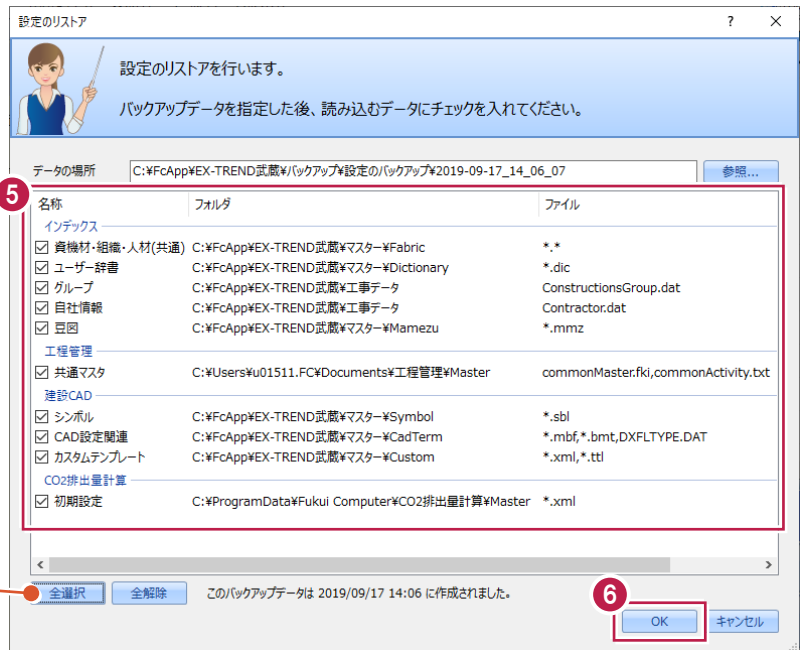 設定のリストア ? ×
設定のリストアを行います。
バックアップデータを指定した後、読み込むデータにチェックを入れてください。
データの場所 C:¥FcApp¥EX-TREND武蔵¥バックアップ¥設定のバックアップ¥2019-09-17_14_06_07 参照...
5
名称 フォルダ ファイル
インデックス
資機材・組織・人材(共通) C:¥FcApp¥EX-TREND武蔵¥マスター¥Fabric *.*
ユーザー辞書 C:¥FcApp¥EX-TREND武蔵¥マスター¥Dictionary *.dic
グループ C:¥FcApp¥EX-TREND武蔵¥工事データ ConstructionsGroup.dat
自社情報 C:¥FcApp¥EX-TREND武蔵¥工事データ Contractor.dat
豆図 C:¥FcApp¥EX-TREND武蔵¥マスター¥Mamezu *.mmz
工程管理
共通マスタ C:¥Users¥u01511.FC¥Documents¥工程管理¥Master commonMaster.fki,commonActivity.txt
建設CAD
シンボル C:¥FcApp¥EX-TREND武蔵¥マスター¥Symbol *.sbl
CAD設定関連 C:¥FcApp¥EX-TREND武蔵¥マスター¥CadTerm *.mbf,*.bmt,DXFLTYPE.DAT
カスタムテンプレート C:¥FcApp¥EX-TREND武蔵¥マスター¥Custom *.xml,*.ttl
CO2排出量計算
初期設定 C:¥ProgramData¥Fukui Computer¥CO2排出量計算¥Master *.xml
全選択 全解除 このバックアップデータは 2019/09/17 14:06 に作成されました。
6
OK キャンセル